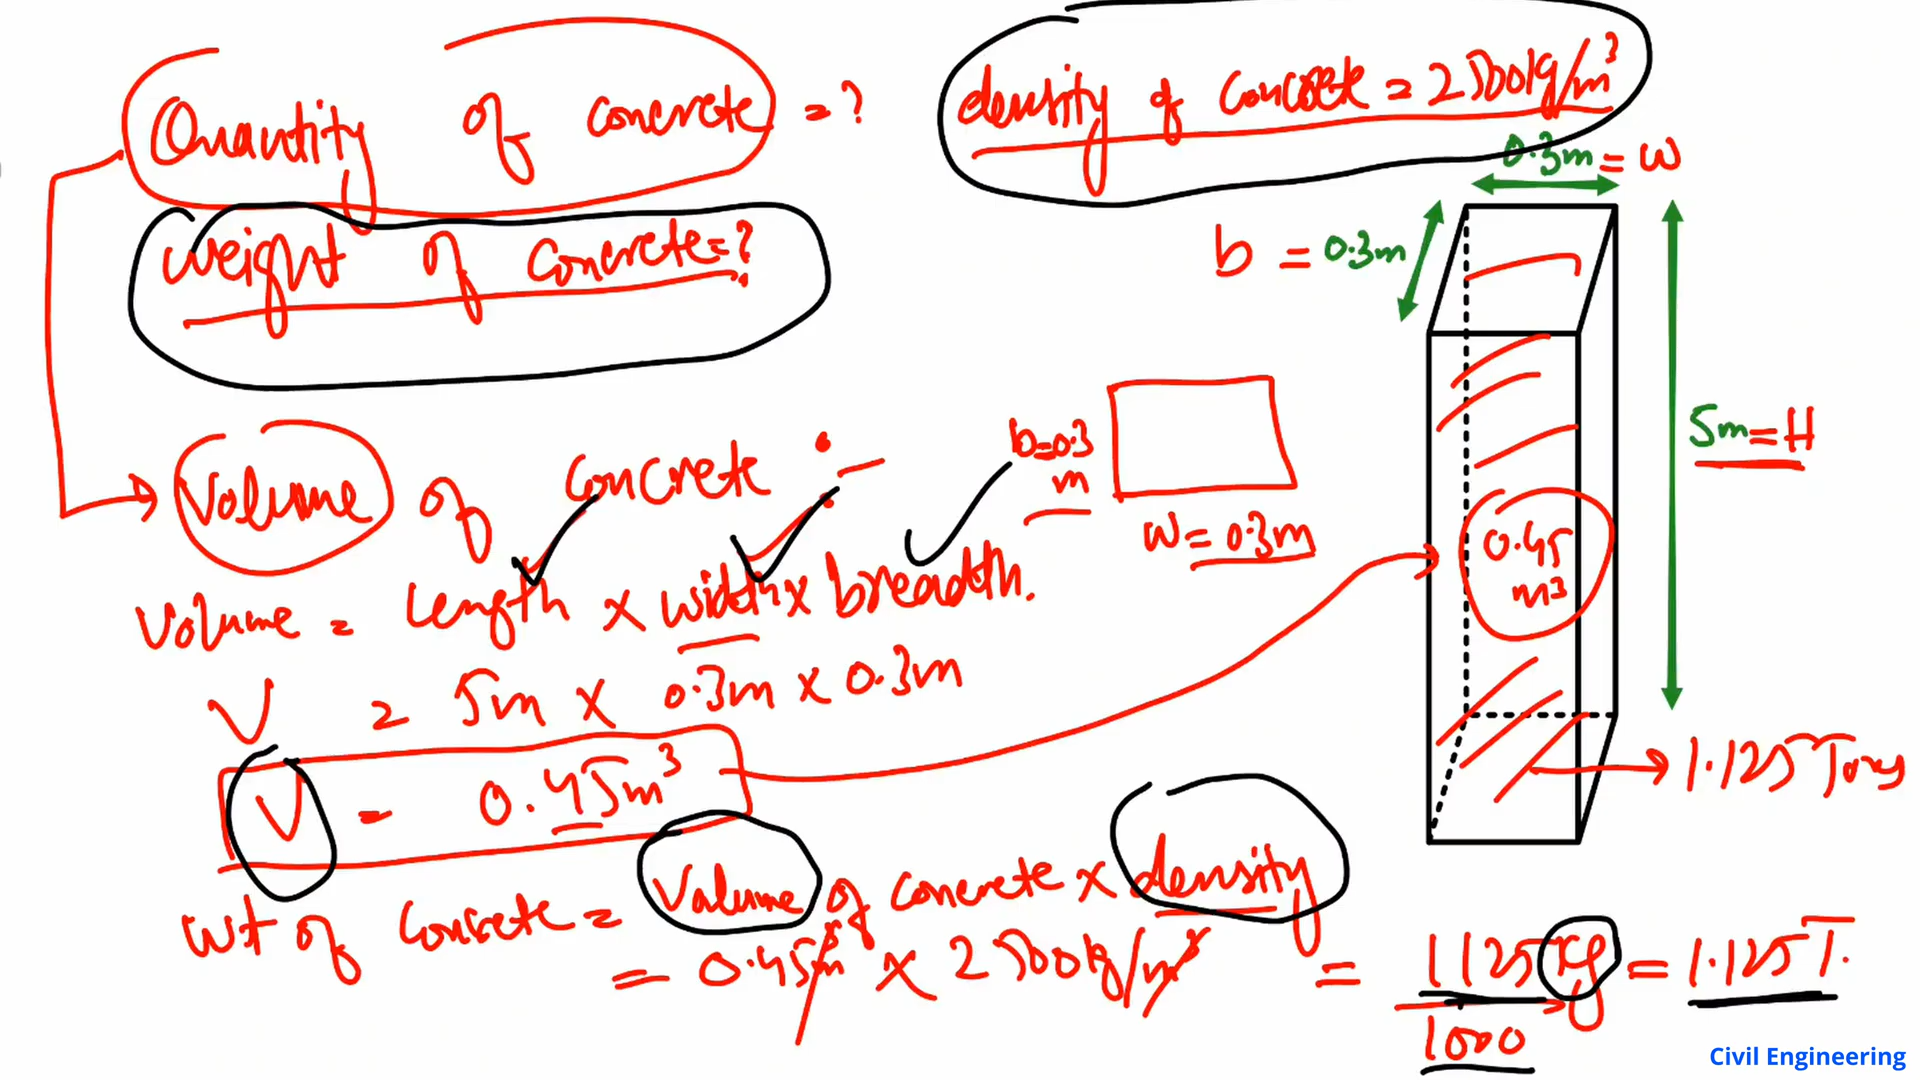 Quantity of concrete = ?
density of concrete = 2500kg/m³
0.3m = w
weight of concrete = ?
b = 0.3m
5m = H
Volume of concrete :-
b=0.3
m
w = 0.3m
0.45
m³
Volume = Length x width x breadth.
V = 5m x 0.3m x 0.3m
V = 0.45m³
1.125 Tons
wt of concrete = Volume of concrete x density
= 0.45m³ x 2500kg/m³ = 1125kg = 1.125T.
1000
Civil Engineering